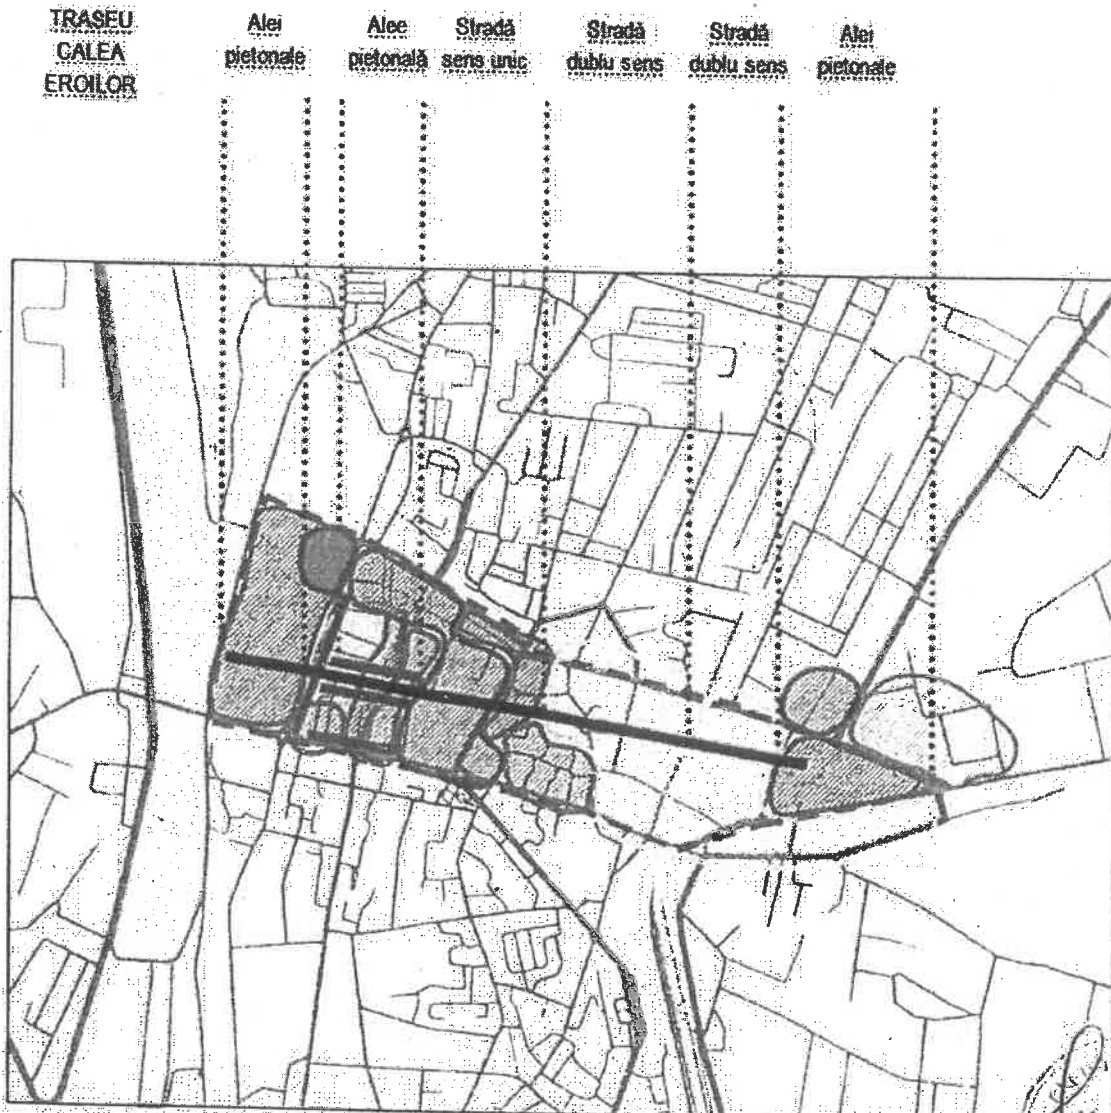 TRASEU
CALEA
EROILOR
Alei
pietonale
Alee
pietonală
Stradă
sens unic
Stradă
dublu sens
Stradă
dublu sens
Alei
pietonale